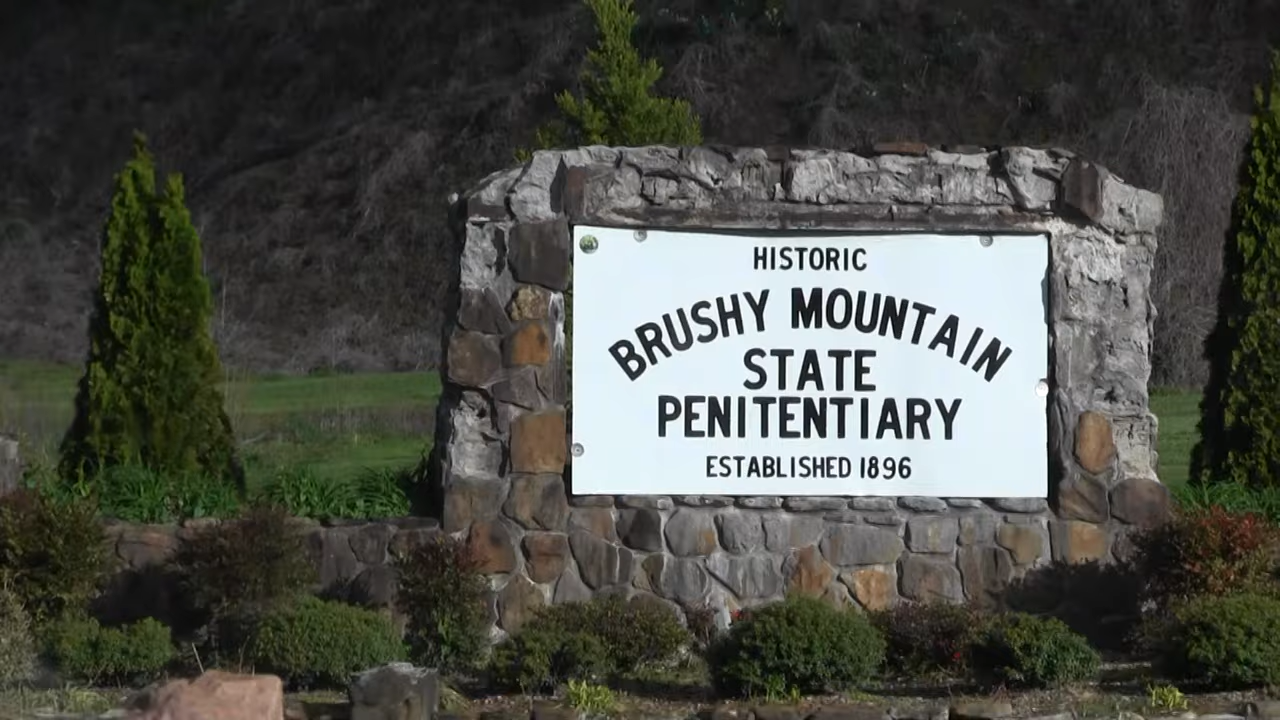 HISTORIC
BRUSHY MOUNTAIN
STATE
PENITENTIARY
ESTABLISHED 1896